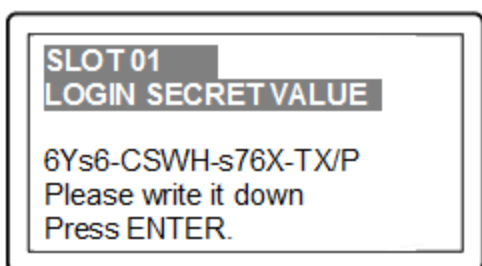 SLOT 01
LOGIN SECRET VALUE
6Ys6-CSWH-s76X-TX/P
Please write it down
Press ENTER.